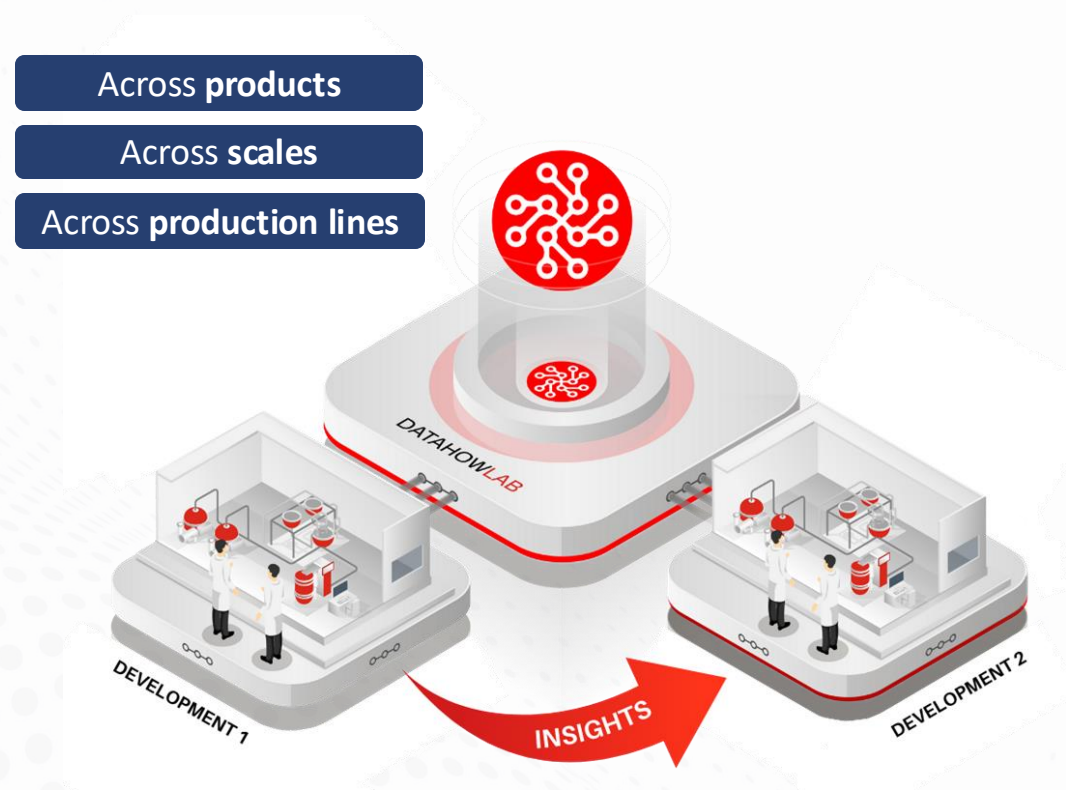 Across products
Across scales
Across production lines
DATAHOWLAB
DEVELOPMENT 1
INSIGHTS
DEVELOPMENT 2